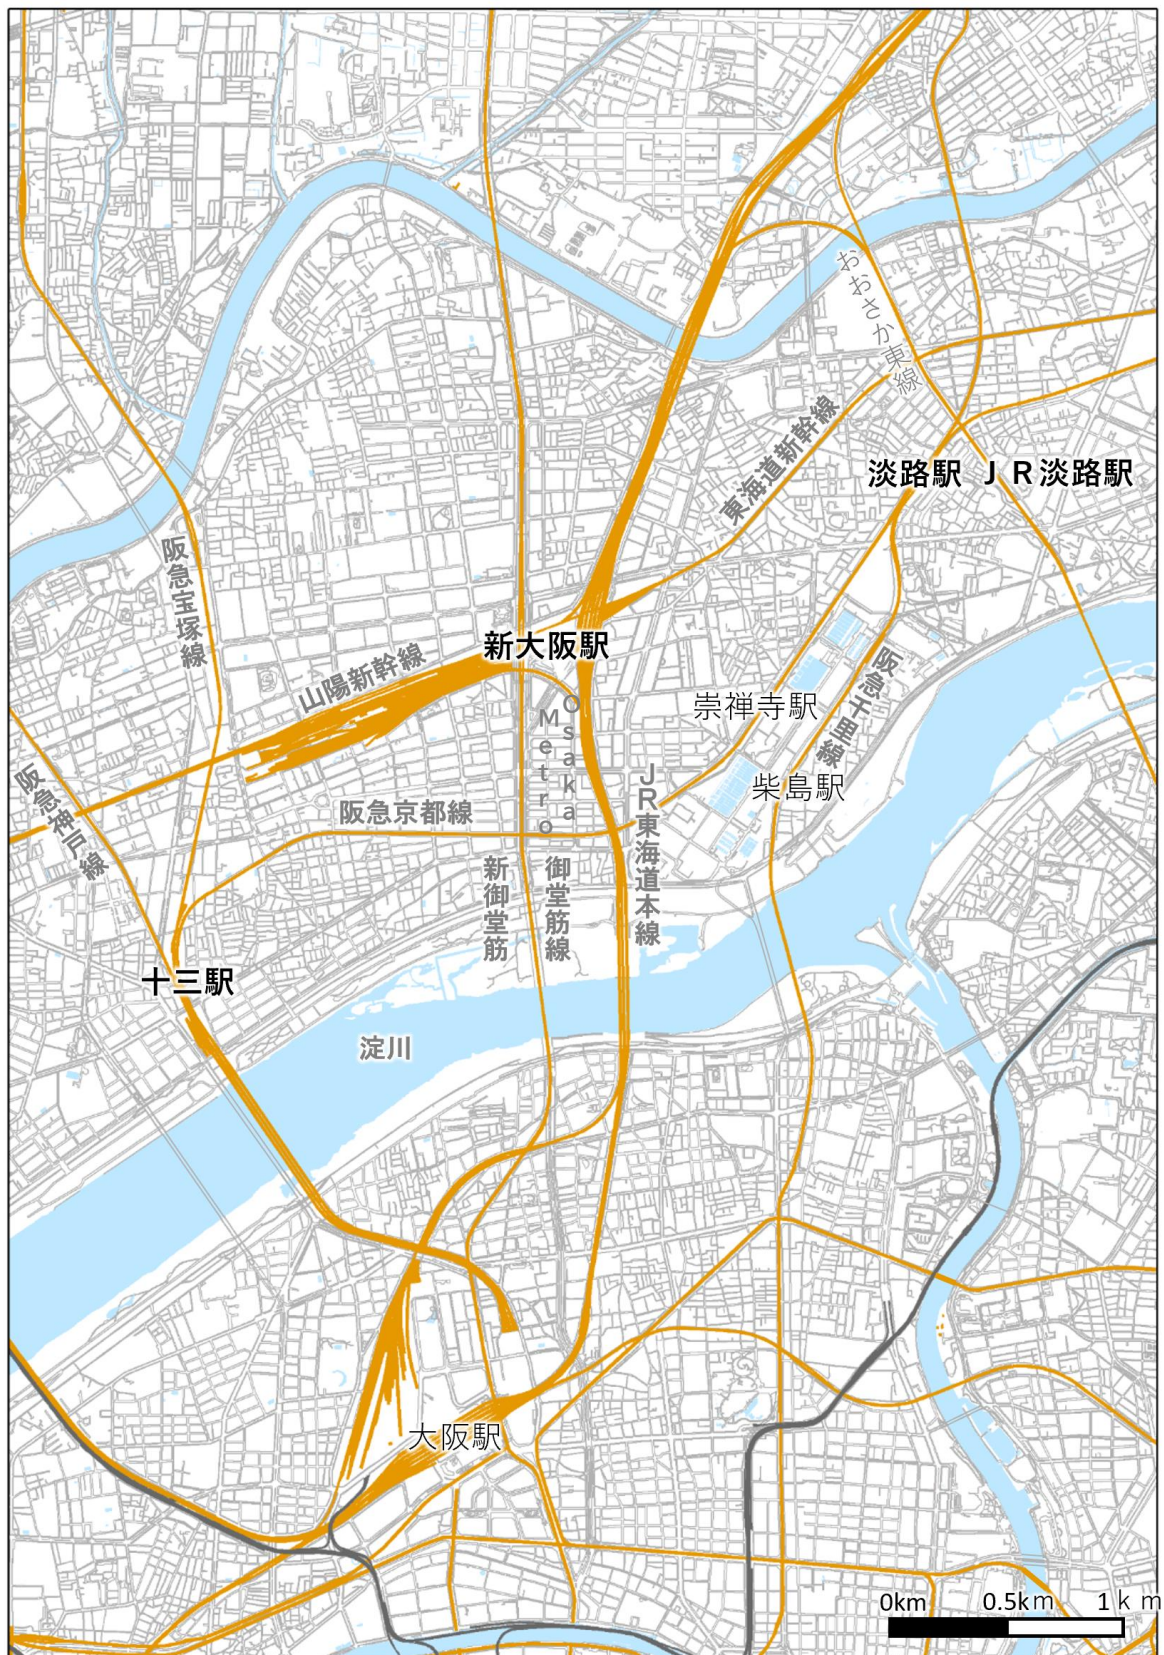 おおさか東線
東海道新幹線
淡路駅
ＪＲ淡路駅
阪急宝塚線
新大阪駅
山陽新幹線
Osaka
Metro
崇禅寺駅
阪急千里線
柴島駅
阪急神戸線
阪急京都線
ＪＲ東海道本線
新御堂筋
御堂筋線
十三駅
淀川
大阪駅
0km 0.5km 1ｋｍ